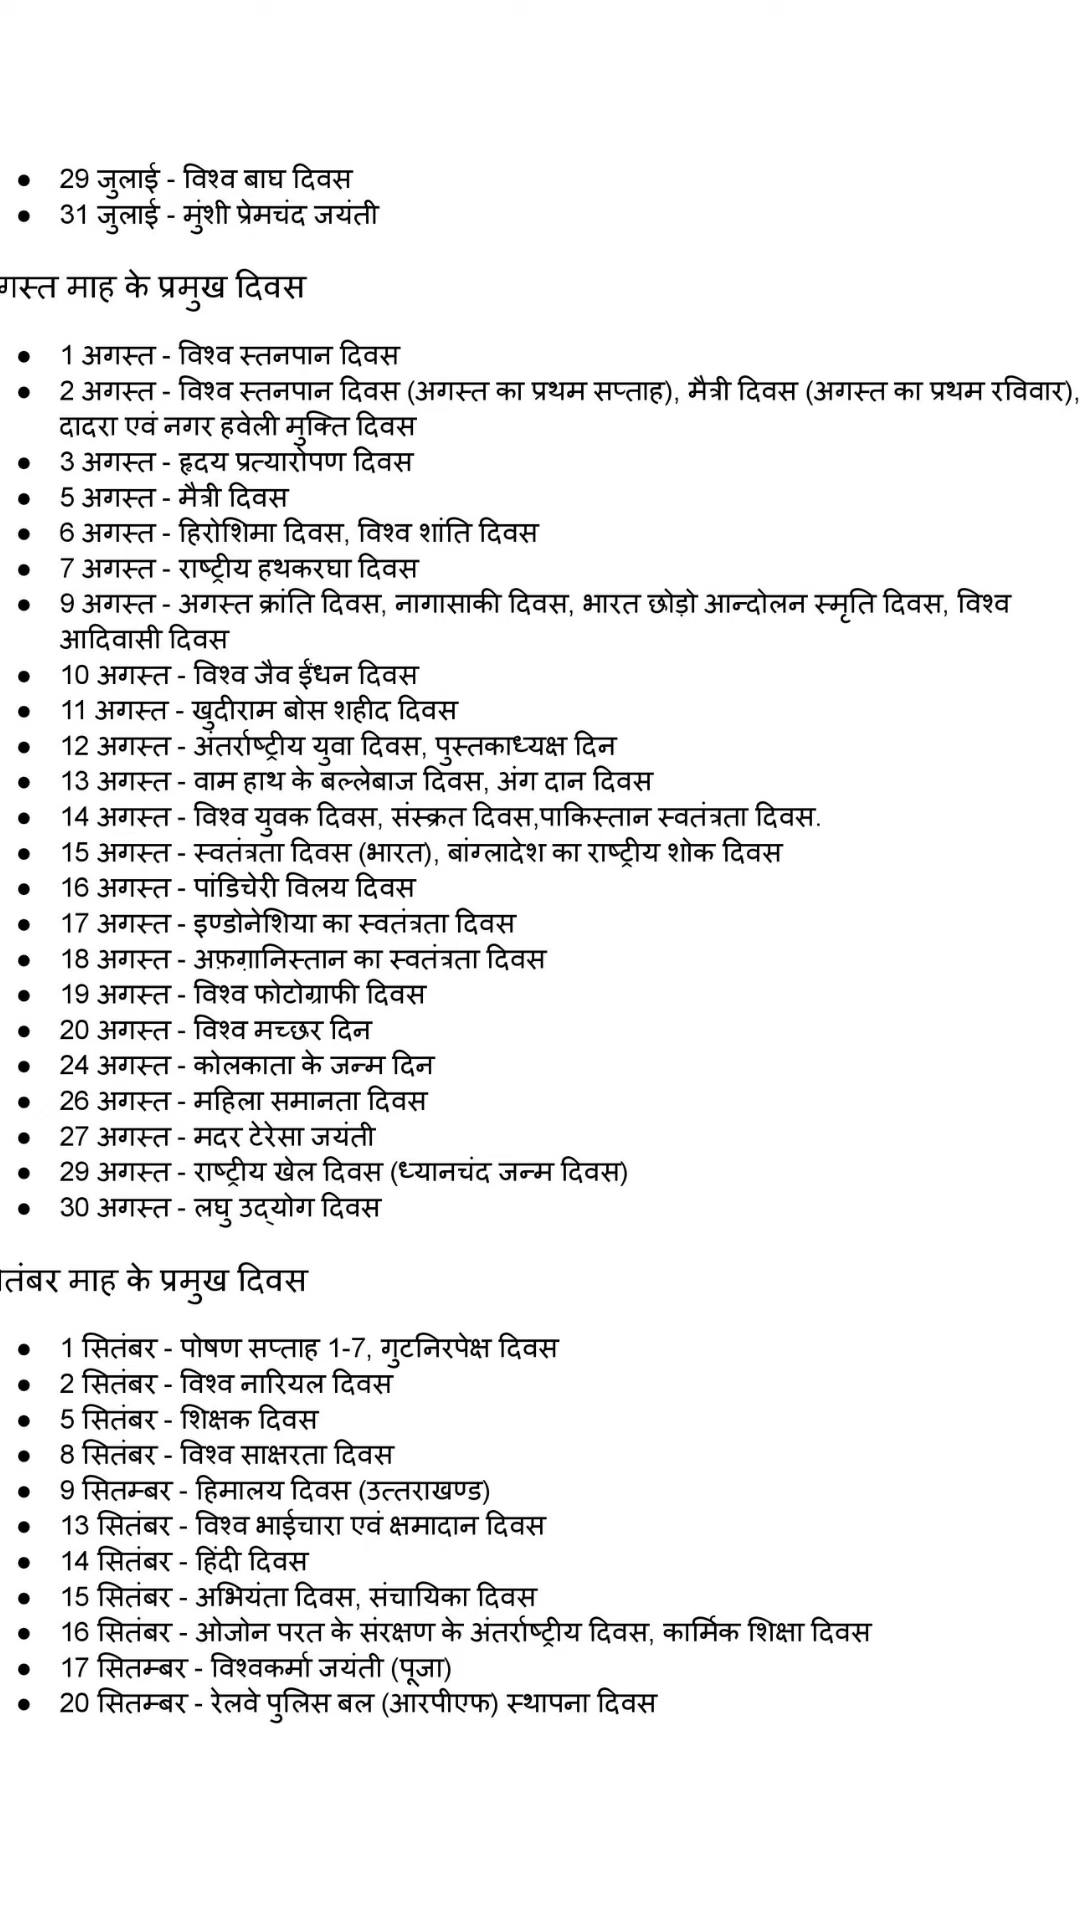 • 29 जुलाई - विश्व बाघ दिवस
• 31 जुलाई - मुंशी प्रेमचंद जयंती
गस्त माह के प्रमुख दिवस
• 1 अगस्त - विश्व स्तनपान दिवस
• 2 अगस्त - विश्व स्तनपान दिवस (अगस्त का प्रथम सप्ताह), मैत्री दिवस (अगस्त का प्रथम रविवार),
दादरा एवं नगर हवेली मुक्ति दिवस
• 3 अगस्त - हृदय प्रत्यारोपण दिवस
• 5 अगस्त - मैत्री दिवस
• 6 अगस्त - हिरोशिमा दिवस, विश्व शांति दिवस
• 7 अगस्त - राष्ट्रीय हथकरघा दिवस
• 9 अगस्त - अगस्त क्रांति दिवस, नागासाकी दिवस, भारत छोड़ो आन्दोलन स्मृति दिवस, विश्व
आदिवासी दिवस
• 10 अगस्त - विश्व जैव ईंधन दिवस
• 11 अगस्त - खुदीराम बोस शहीद दिवस
• 12 अगस्त - अंतर्राष्ट्रीय युवा दिवस, पुस्तकाध्यक्ष दिन
• 13 अगस्त - वाम हाथ के बल्लेबाज दिवस, अंग दान दिवस
• 14 अगस्त - विश्व युवक दिवस, संस्क्रत दिवस,पाकिस्तान स्वतंत्रता दिवस.
• 15 अगस्त - स्वतंत्रता दिवस (भारत), बांग्लादेश का राष्ट्रीय शोक दिवस
• 16 अगस्त - पांडिचेरी विलय दिवस
• 17 अगस्त - इण्डोनेशिया का स्वतंत्रता दिवस
• 18 अगस्त - अफ़ग़ानिस्तान का स्वतंत्रता दिवस
• 19 अगस्त - विश्व फोटोग्राफी दिवस
• 20 अगस्त - विश्व मच्छर दिन
• 24 अगस्त - कोलकाता के जन्म दिन
• 26 अगस्त - महिला समानता दिवस
• 27 अगस्त - मदर टेरेसा जयंती
• 29 अगस्त - राष्ट्रीय खेल दिवस (ध्यानचंद जन्म दिवस)
• 30 अगस्त - लघु उद्योग दिवस
तंबर माह के प्रमुख दिवस
• 1 सितंबर - पोषण सप्ताह 1-7, गुटनिरपेक्ष दिवस
• 2 सितंबर - विश्व नारियल दिवस
• 5 सितंबर - शिक्षक दिवस
• 8 सितंबर - विश्व साक्षरता दिवस
• 9 सितम्बर - हिमालय दिवस (उत्तराखण्ड)
• 13 सितंबर - विश्व भाईचारा एवं क्षमादान दिवस
• 14 सितंबर - हिंदी दिवस
• 15 सितंबर - अभियंता दिवस, संचायिका दिवस
• 16 सितंबर - ओजोन परत के संरक्षण के अंतर्राष्ट्रीय दिवस, कार्मिक शिक्षा दिवस
• 17 सितम्बर - विश्वकर्मा जयंती (पूजा)
• 20 सितम्बर - रेलवे पुलिस बल (आरपीएफ) स्थापना दिवस